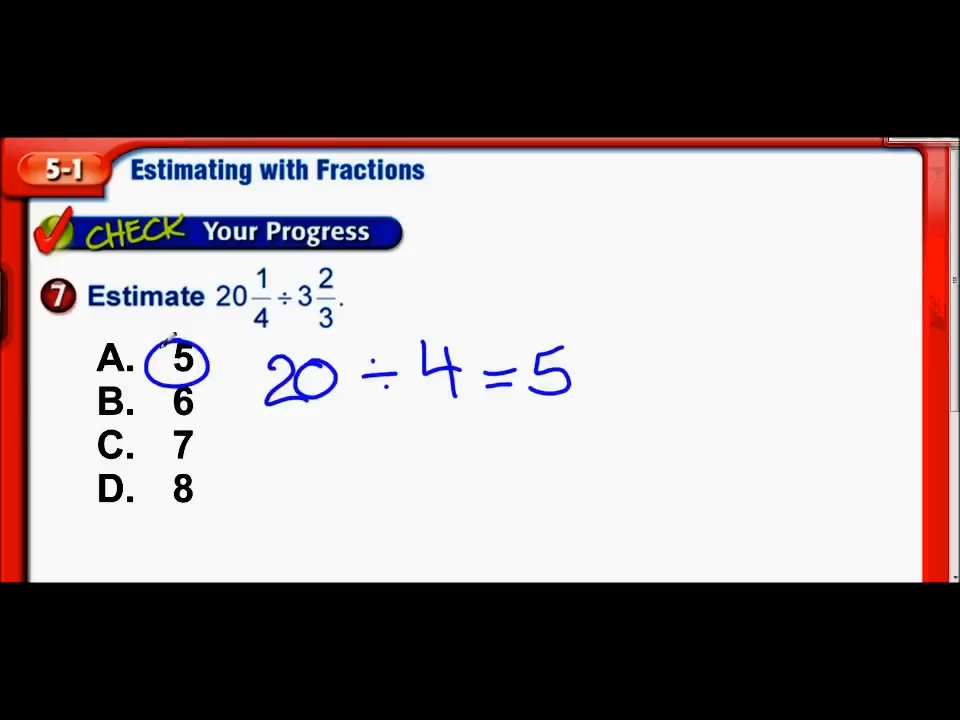 5-1 Estimating with Fractions
CHECK Your Progress
7 Estimate 20 1/4 ÷ 3 2/3.
A. 5
20 ÷ 4 = 5
B. 6
C. 7
D. 8